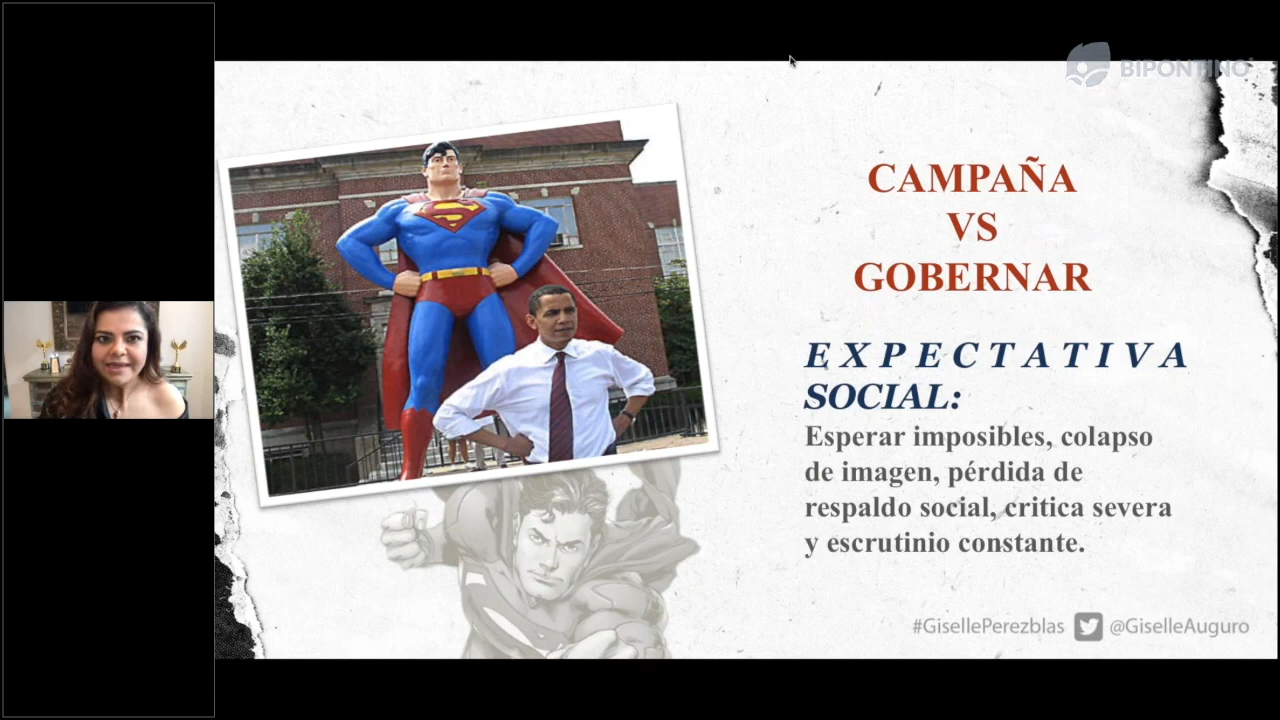 BIPONTINO
CAMPAÑA
VS
GOBERNAR
EXPECTATIVA
SOCIAL:
Esperar imposibles, colapso
de imagen, pérdida de
respaldo social, critica severa
y escrutinio constante.
#GisellePerezblas @GiselleAuguro